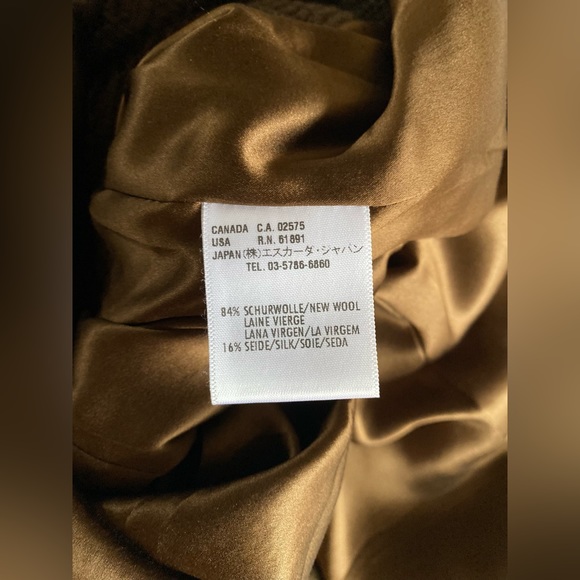 CANADA C.A. 02575
USA R.N. 61891
JAPAN (株)エスカーダ・ジャパン
TEL. 03-5786-6860
84% SCHURWOLLE/NEW WOOL
LAINE VIERGE
LANA VIRGEN/LA VIRGEM
16% SEIDE/SILK/SOIE/SEDA